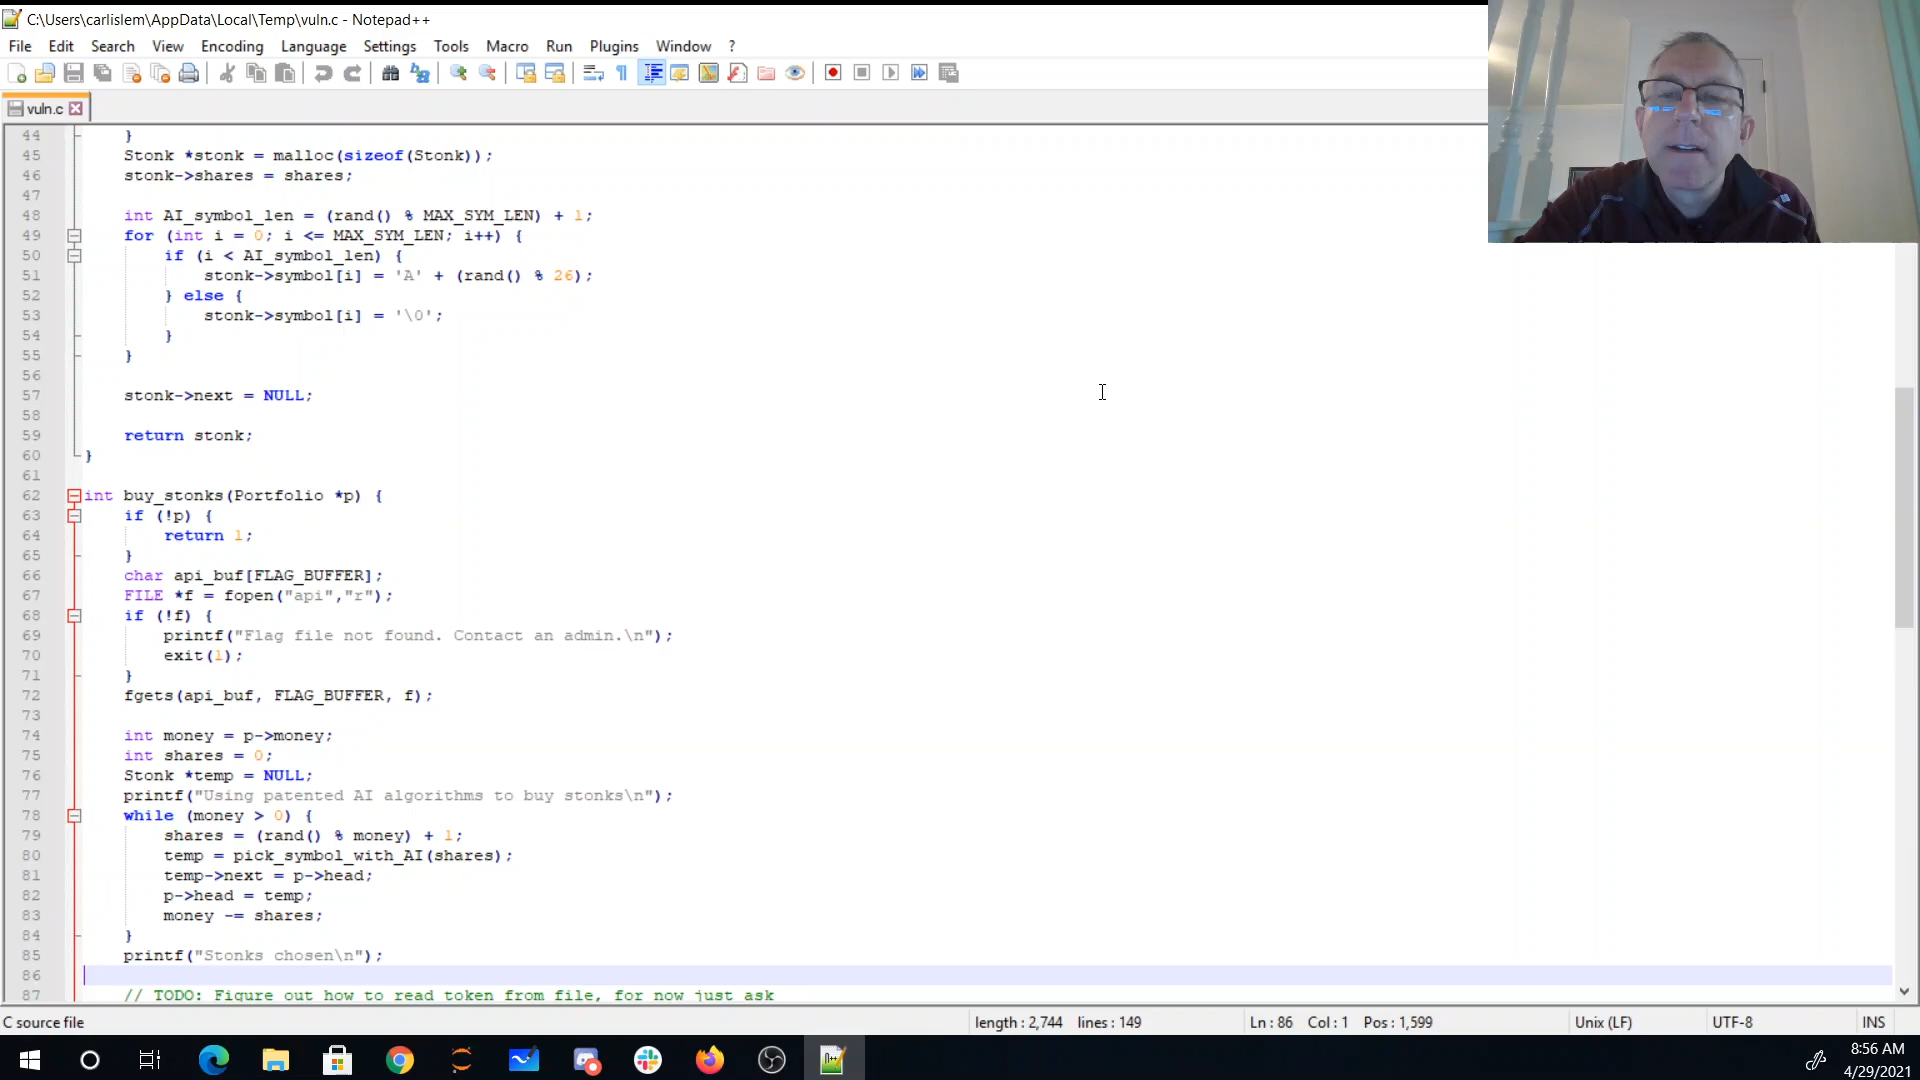 C:\Users\carlislem\AppData\Local\Temp\vuln.c - Notepad++
File Edit Search View Encoding Language Settings Tools Macro Run Plugins Window ?
vuln.c
44 }
45 Stonk *stonk = malloc(sizeof(Stonk));
46 stonk->shares = shares;
47
48 int AI_symbol_len = (rand() % MAX_SYM_LEN) + 1;
49 for (int i = 0; i <= MAX_SYM_LEN; i++) {
50 if (i < AI_symbol_len) {
51 stonk->symbol[i] = 'A' + (rand() % 26);
52 } else {
53 stonk->symbol[i] = '\0';
54 }
55 }
56
57 stonk->next = NULL;
58
59 return stonk;
60 }
61
62 int buy_stonks(Portfolio *p) {
63 if (!p) {
64 return 1;
65 }
66 char api_buf[FLAG_BUFFER];
67 FILE *f = fopen("api","r");
68 if (!f) {
69 printf("Flag file not found. Contact an admin.\n");
70 exit(1);
71 }
72 fgets(api_buf, FLAG_BUFFER, f);
73
74 int money = p->money;
75 int shares = 0;
76 Stonk *temp = NULL;
77 printf("Using patented AI algorithms to buy stonks\n");
78 while (money > 0) {
79 shares = (rand() % money) + 1;
80 temp = pick_symbol_with_AI(shares);
81 temp->next = p->head;
82 p->head = temp;
83 money -= shares;
84 }
85 printf("Stonks chosen\n");
86
87 // TODO: Figure out how to read token from file, for now just ask
C source file length : 2,744 lines : 149 Ln : 86 Col : 1 Pos : 1,599 Unix (LF) UTF-8 INS
8:56 AM
4/29/2021